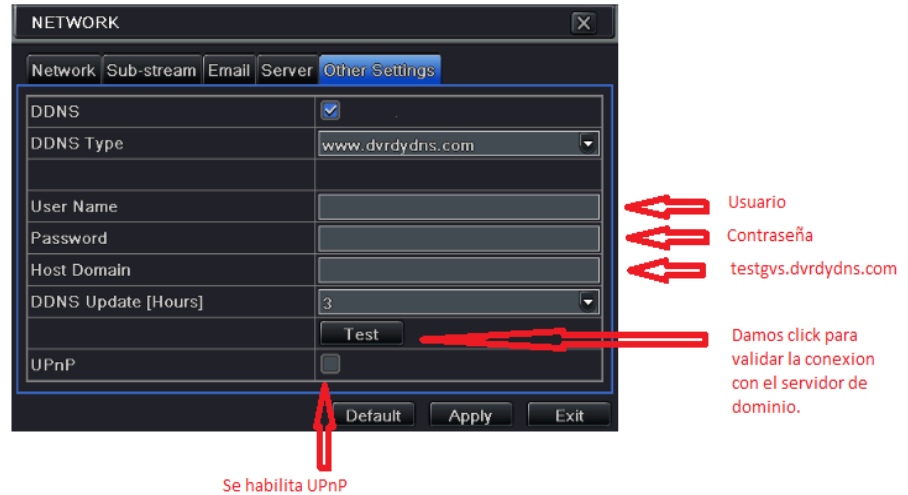 NETWORK
Network Sub-stream Email Server Other Settings
DDNS
DDNS Type www.dvrdydns.com
User Name
Usuario
Password
Contraseña
Host Domain
testgvs.dvrdydns.com
DDNS Update [Hours] 3
Test
Damos click para
validar la conexion
con el servidor de
dominio.
UPnP
Default Apply Exit
Se habilita UPnP